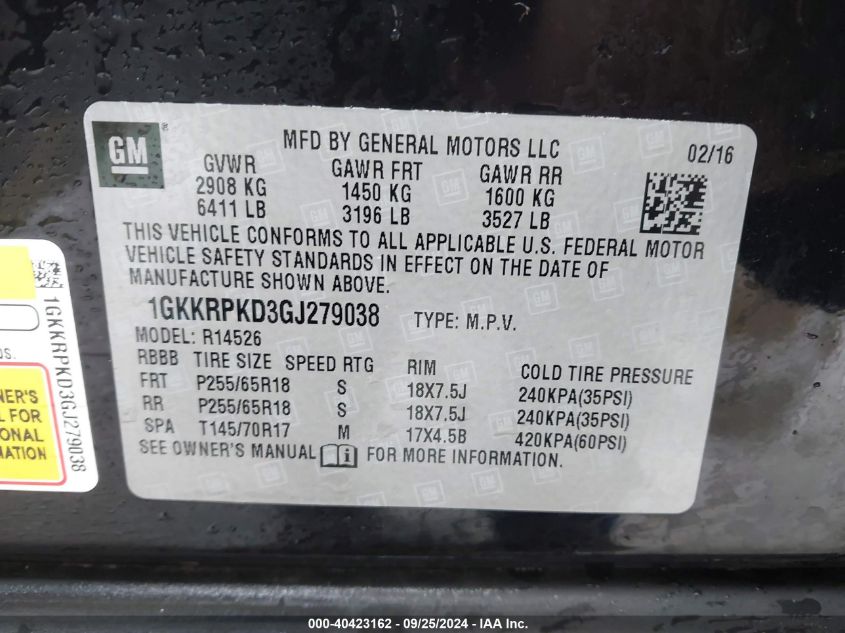 GM
MFD BY GENERAL MOTORS LLC 02/16
GVWR GAWR FRT GAWR RR
2908 KG 1450 KG 1600 KG
6411 LB 3196 LB 3527 LB
THIS VEHICLE CONFORMS TO ALL APPLICABLE U.S. FEDERAL MOTOR
VEHICLE SAFETY STANDARDS IN EFFECT ON THE DATE OF
MANUFACTURE SHOWN ABOVE.
1GKKRPKD3GJ279038 TYPE: M.P.V.
MODEL: R14526
RBBB TIRE SIZE SPEED RTG RIM COLD TIRE PRESSURE
FRT P255/65R18 S 18X7.5J 240KPA(35PSI)
RR P255/65R18 S 18X7.5J 240KPA(35PSI)
SPA T145/70R17 M 17X4.5B 420KPA(60PSI)
SEE OWNER'S MANUAL FOR MORE INFORMATION.
1GKKRPKD3GJ279038
000-40423162 - 09/25/2024 - IAA Inc.